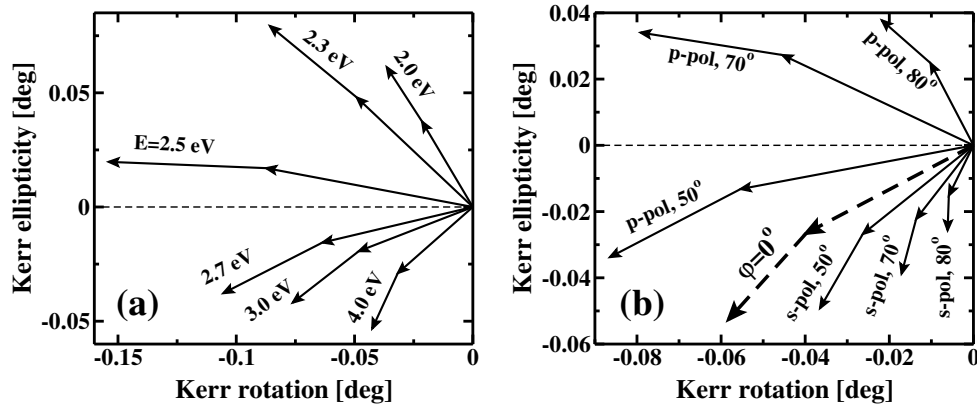 0.05
0
-0.05
Kerr ellipticity [deg]
2.3 eV
2.0 eV
E=2.5 eV
2.7 eV
3.0 eV
4.0 eV
(a)
-0.15
-0.1
-0.05
0
Kerr rotation [deg]
0.04
0.02
0
-0.02
-0.04
-0.06
Kerr ellipticity [deg]
p-pol, 70°
p-pol, 80°
p-pol, 50°
φ=0°
s-pol, 50°
s-pol, 70°
s-pol, 80°
(b)
-0.08
-0.06
-0.04
-0.02
0
Kerr rotation [deg]